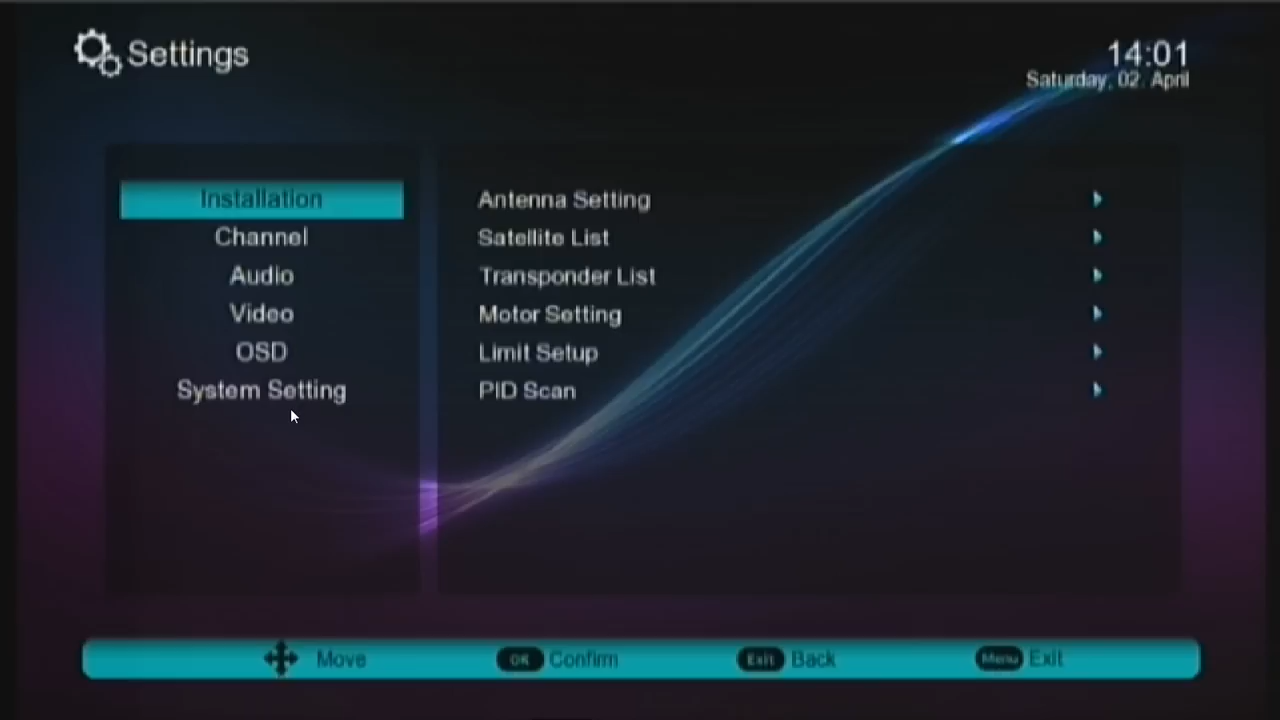 Settings
14:01
Saturday, 02. April
Installation
Channel
Audio
Video
OSD
System Setting
Antenna Setting
Satellite List
Transponder List
Motor Setting
Limit Setup
PID Scan
Move
OK Confirm
Exit Back
Menu Exit